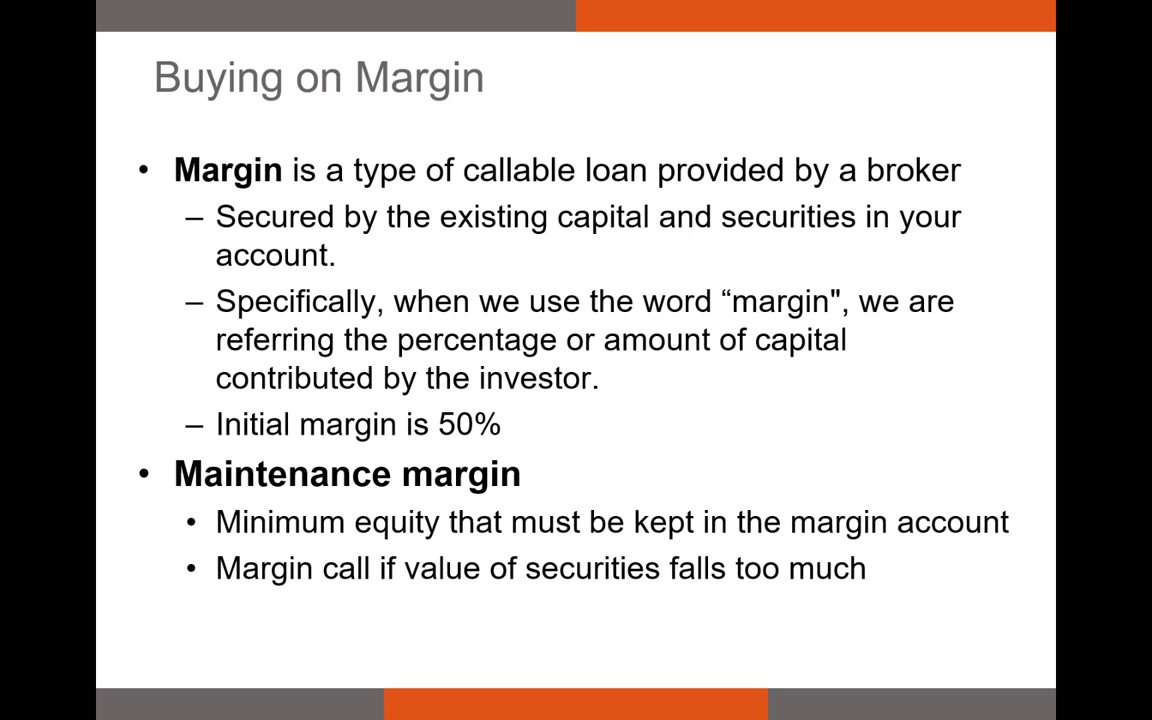 Buying on Margin
• Margin is a type of callable loan provided by a broker
– Secured by the existing capital and securities in your
account.
– Specifically, when we use the word “margin", we are
referring the percentage or amount of capital
contributed by the investor.
– Initial margin is 50%
• Maintenance margin
• Minimum equity that must be kept in the margin account
• Margin call if value of securities falls too much